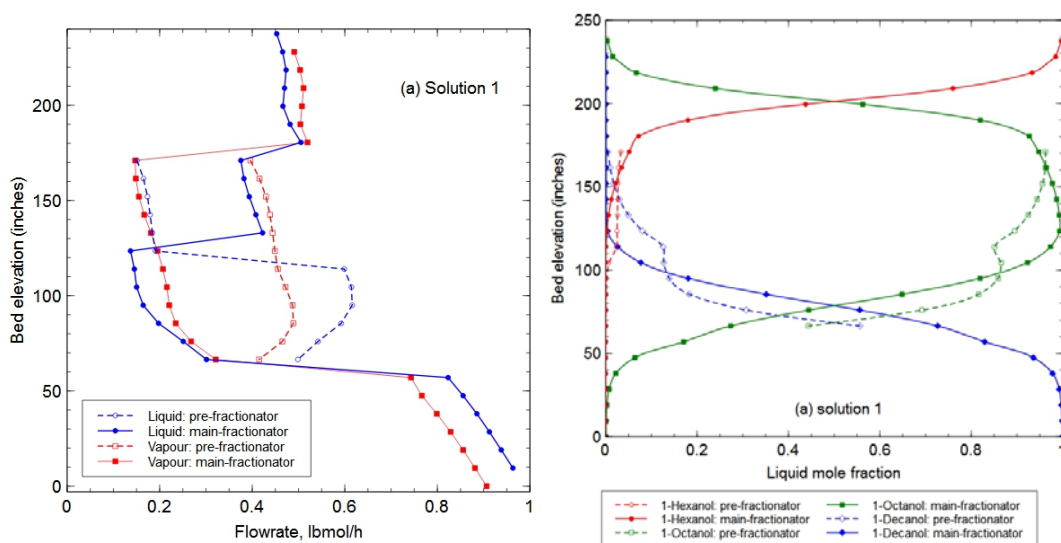 (a) Solution 1
Bed elevation (inches)
200
150
100
50
0
Liquid: pre-fractionator
Liquid: main-fractionator
Vapour: pre-fractionator
Vapour: main-fractionator
0 0.2 0.4 0.6 0.8 1
Flowrate, lbmol/h
250
200
150
100
50
0
Bed elevation (inches)
(a) solution 1
0 0.2 0.4 0.6 0.8 1
Liquid mole fraction
1-Hexanol: pre-fractionator 1-Octanol: main-fractionator
1-Hexanol: main-fractionator 1-Decanol: pre-fractionator
1-Octanol: pre-fractionator 1-Decanol: main-fractionator